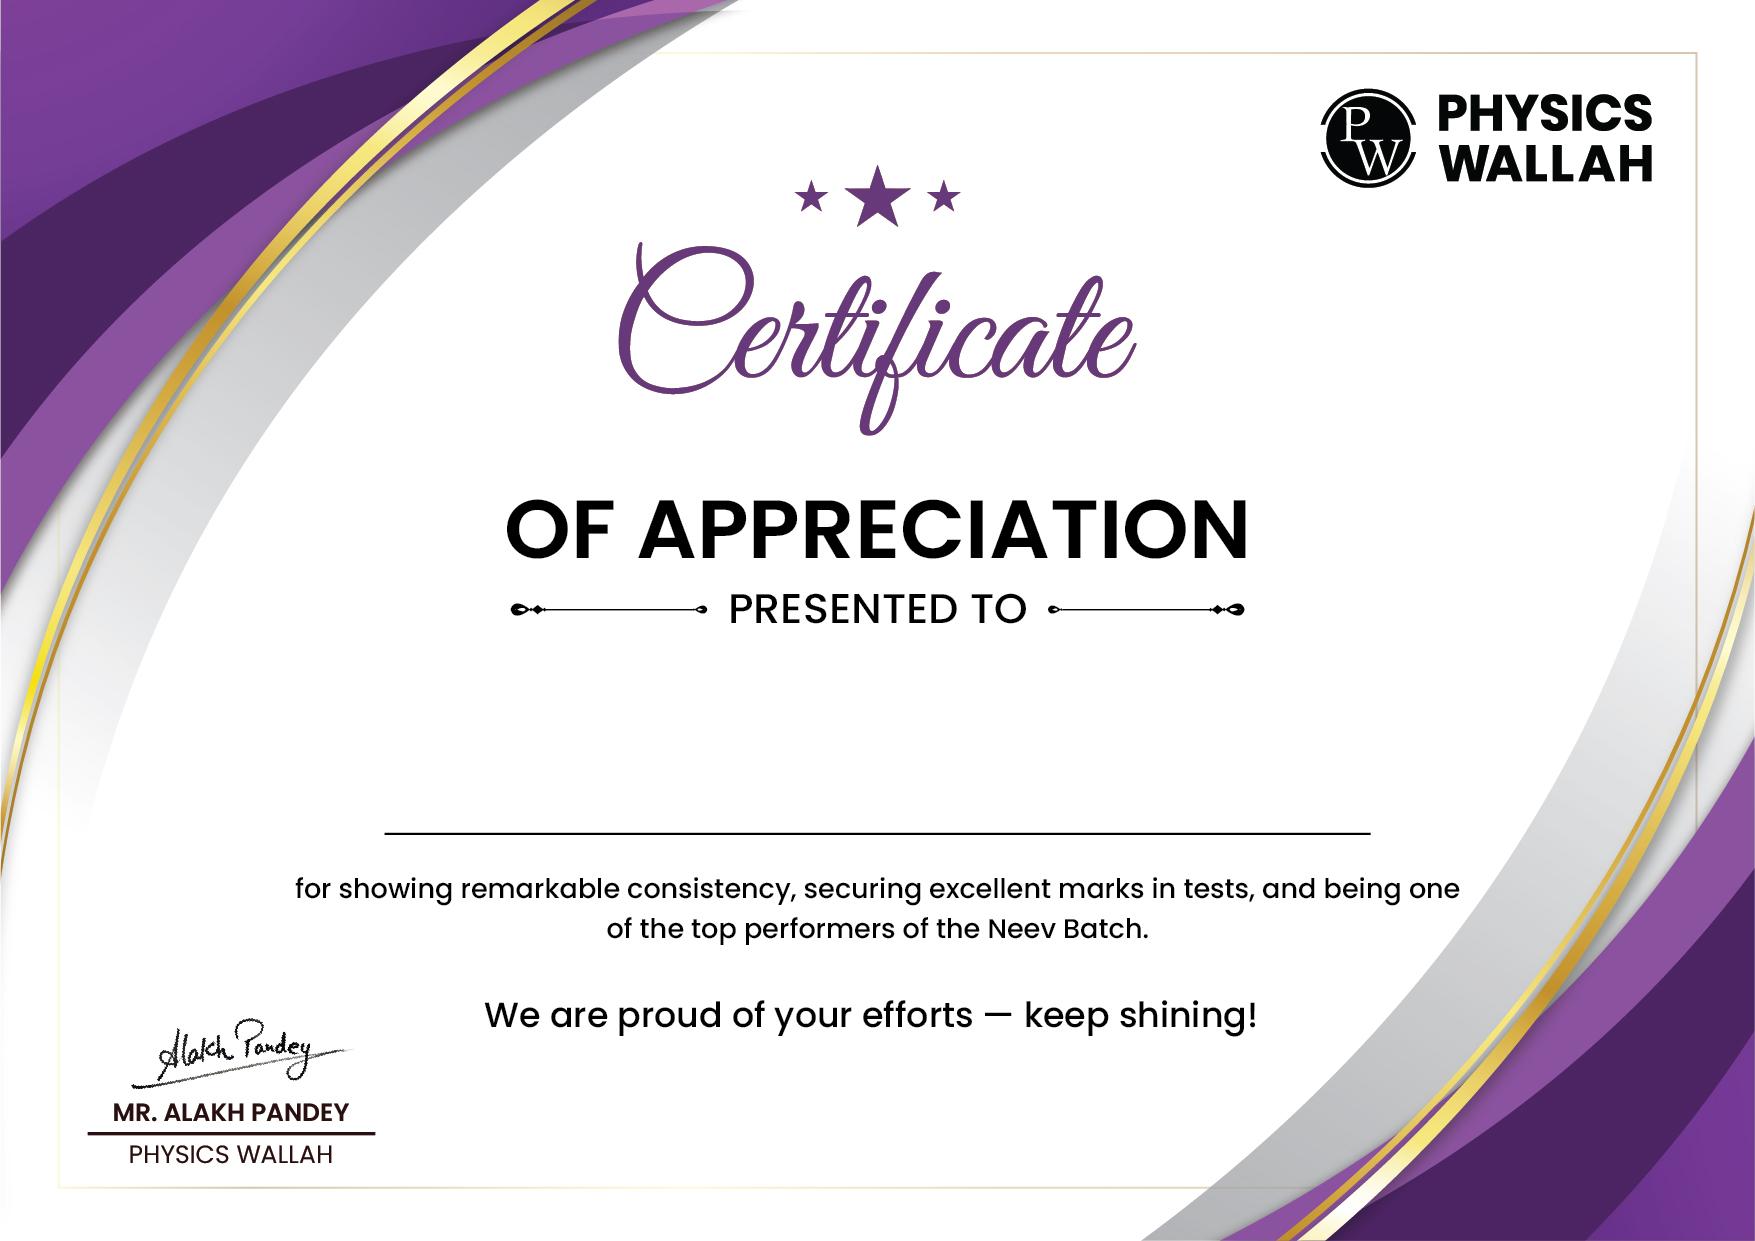 PHYSICS
WALLAH
PW
Certificate
OF APPRECIATION
PRESENTED TO
for showing remarkable consistency, securing excellent marks in tests, and being one
of the top performers of the Neev Batch.
We are proud of your efforts — keep shining!
Alakh Pandey
MR. ALAKH PANDEY
PHYSICS WALLAH